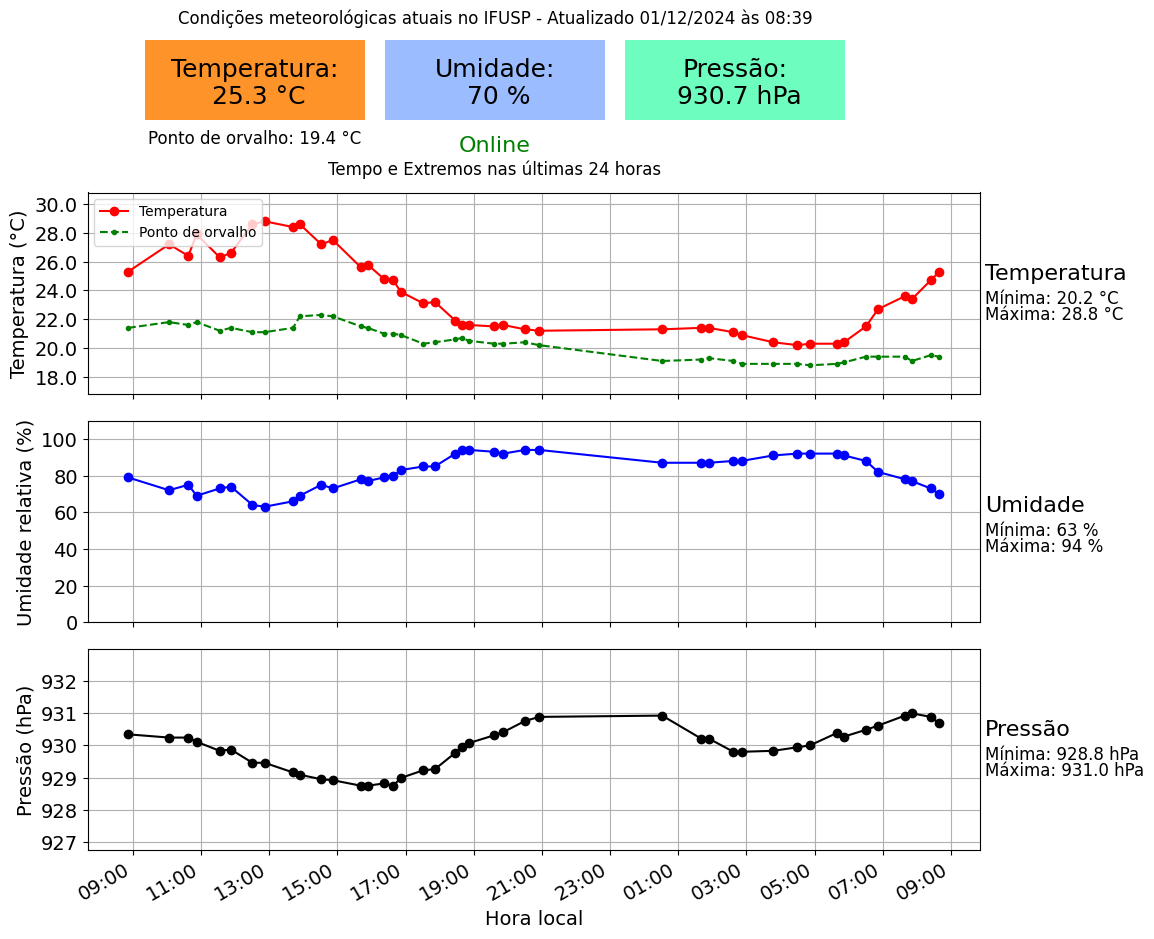 Condições meteorológicas atuais no IFUSP - Atualizado 01/12/2024 às 08:39
Temperatura:
25.3 °C
Umidade:
70 %
Pressão:
930.7 hPa
Ponto de orvalho: 19.4 °C
Online
Tempo e Extremos nas últimas 24 horas
Temperatura (°C)
30.0
28.0
26.0
24.0
22.0
20.0
18.0
Temperatura
Ponto de orvalho
Temperatura
Mínima: 20.2 °C
Máxima: 28.8 °C
Umidade relativa (%)
100
80
60
40
20
0
Umidade
Mínima: 63 %
Máxima: 94 %
Pressão (hPa)
932
931
930
929
928
927
Pressão
Mínima: 928.8 hPa
Máxima: 931.0 hPa
09:00 11:00 13:00 15:00 17:00 19:00 21:00 23:00 01:00 03:00 05:00 07:00 09:00
Hora local